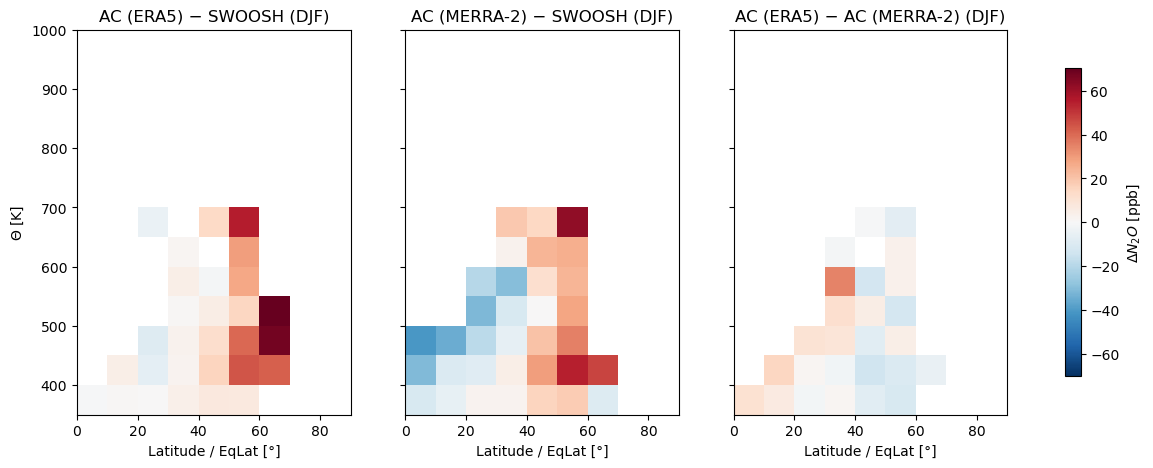 AC (ERA5) − SWOOSH (DJF)
AC (MERRA-2) − SWOOSH (DJF)
AC (ERA5) − AC (MERRA-2) (DJF)
1000
900
800
700
600
500
400
Θ [K]
0 20 40 60 80
0 20 40 60 80
0 20 40 60 80
Latitude / EqLat [°]
Latitude / EqLat [°]
Latitude / EqLat [°]
60
40
20
0
−20
−40
−60
ΔN₂O [ppb]